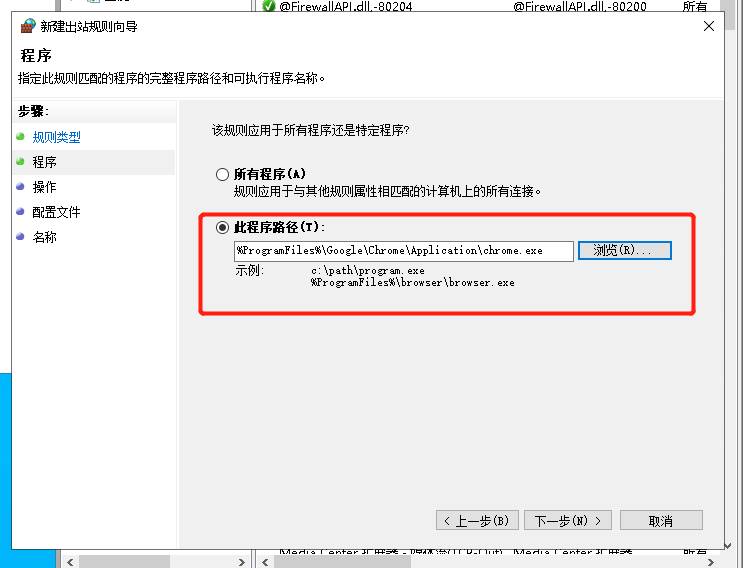 @FirewallAPI.dll,-80204 @FirewallAPI.dll,-80200 所有
新建出站规则向导
程序
指定此规则匹配的程序的完整程序路径和可执行程序名称。
步骤:
规则类型
程序
操作
配置文件
名称
该规则应用于所有程序还是特定程序?
所有程序(A)
规则应用于与其他规则属性相匹配的计算机上的所有连接。
此程序路径(T):
%ProgramFiles%\Google\Chrome\Application\chrome.exe 浏览(R)...
示例: c:\path\program.exe
%ProgramFiles%\browser\browser.exe
< 上一步(B) 下一步(N) > 取消
Media Center 扩展器 - 媒体流(TCP-Out) Media Center 扩展器 所有